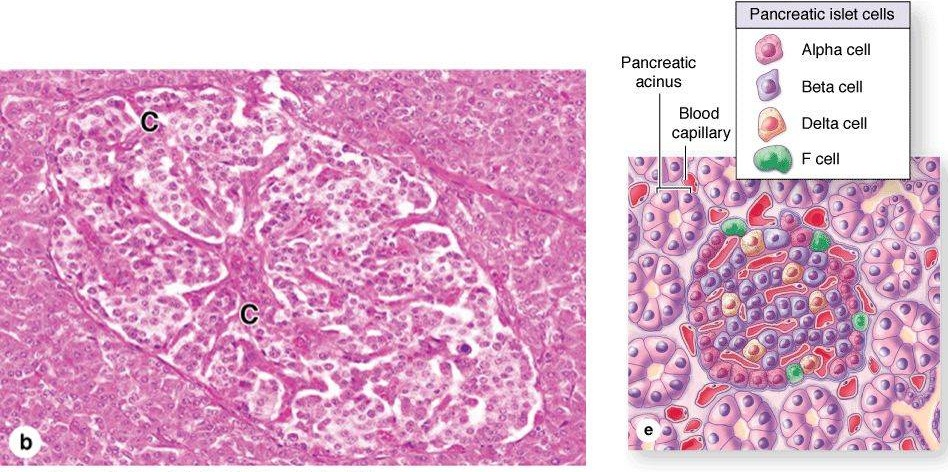 C
C
b
Pancreatic
acinus
Blood
capillary
Pancreatic islet cells
Alpha cell
Beta cell
Delta cell
F cell
e